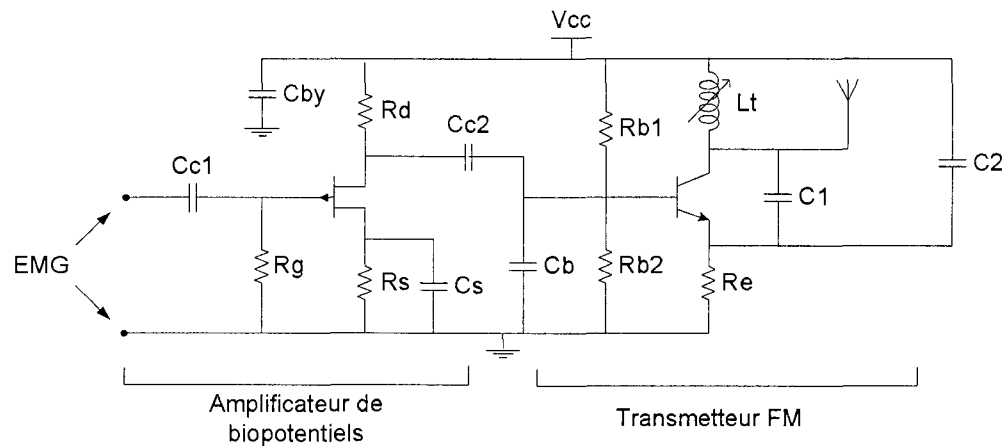 Vcc
Cby
Rd
Cc2
Rb1
Lt
C2
Cc1
C1
EMG
Rg
Rs
Cs
Cb
Rb2
Re
Amplificateur de
biopotentiels
Transmetteur FM